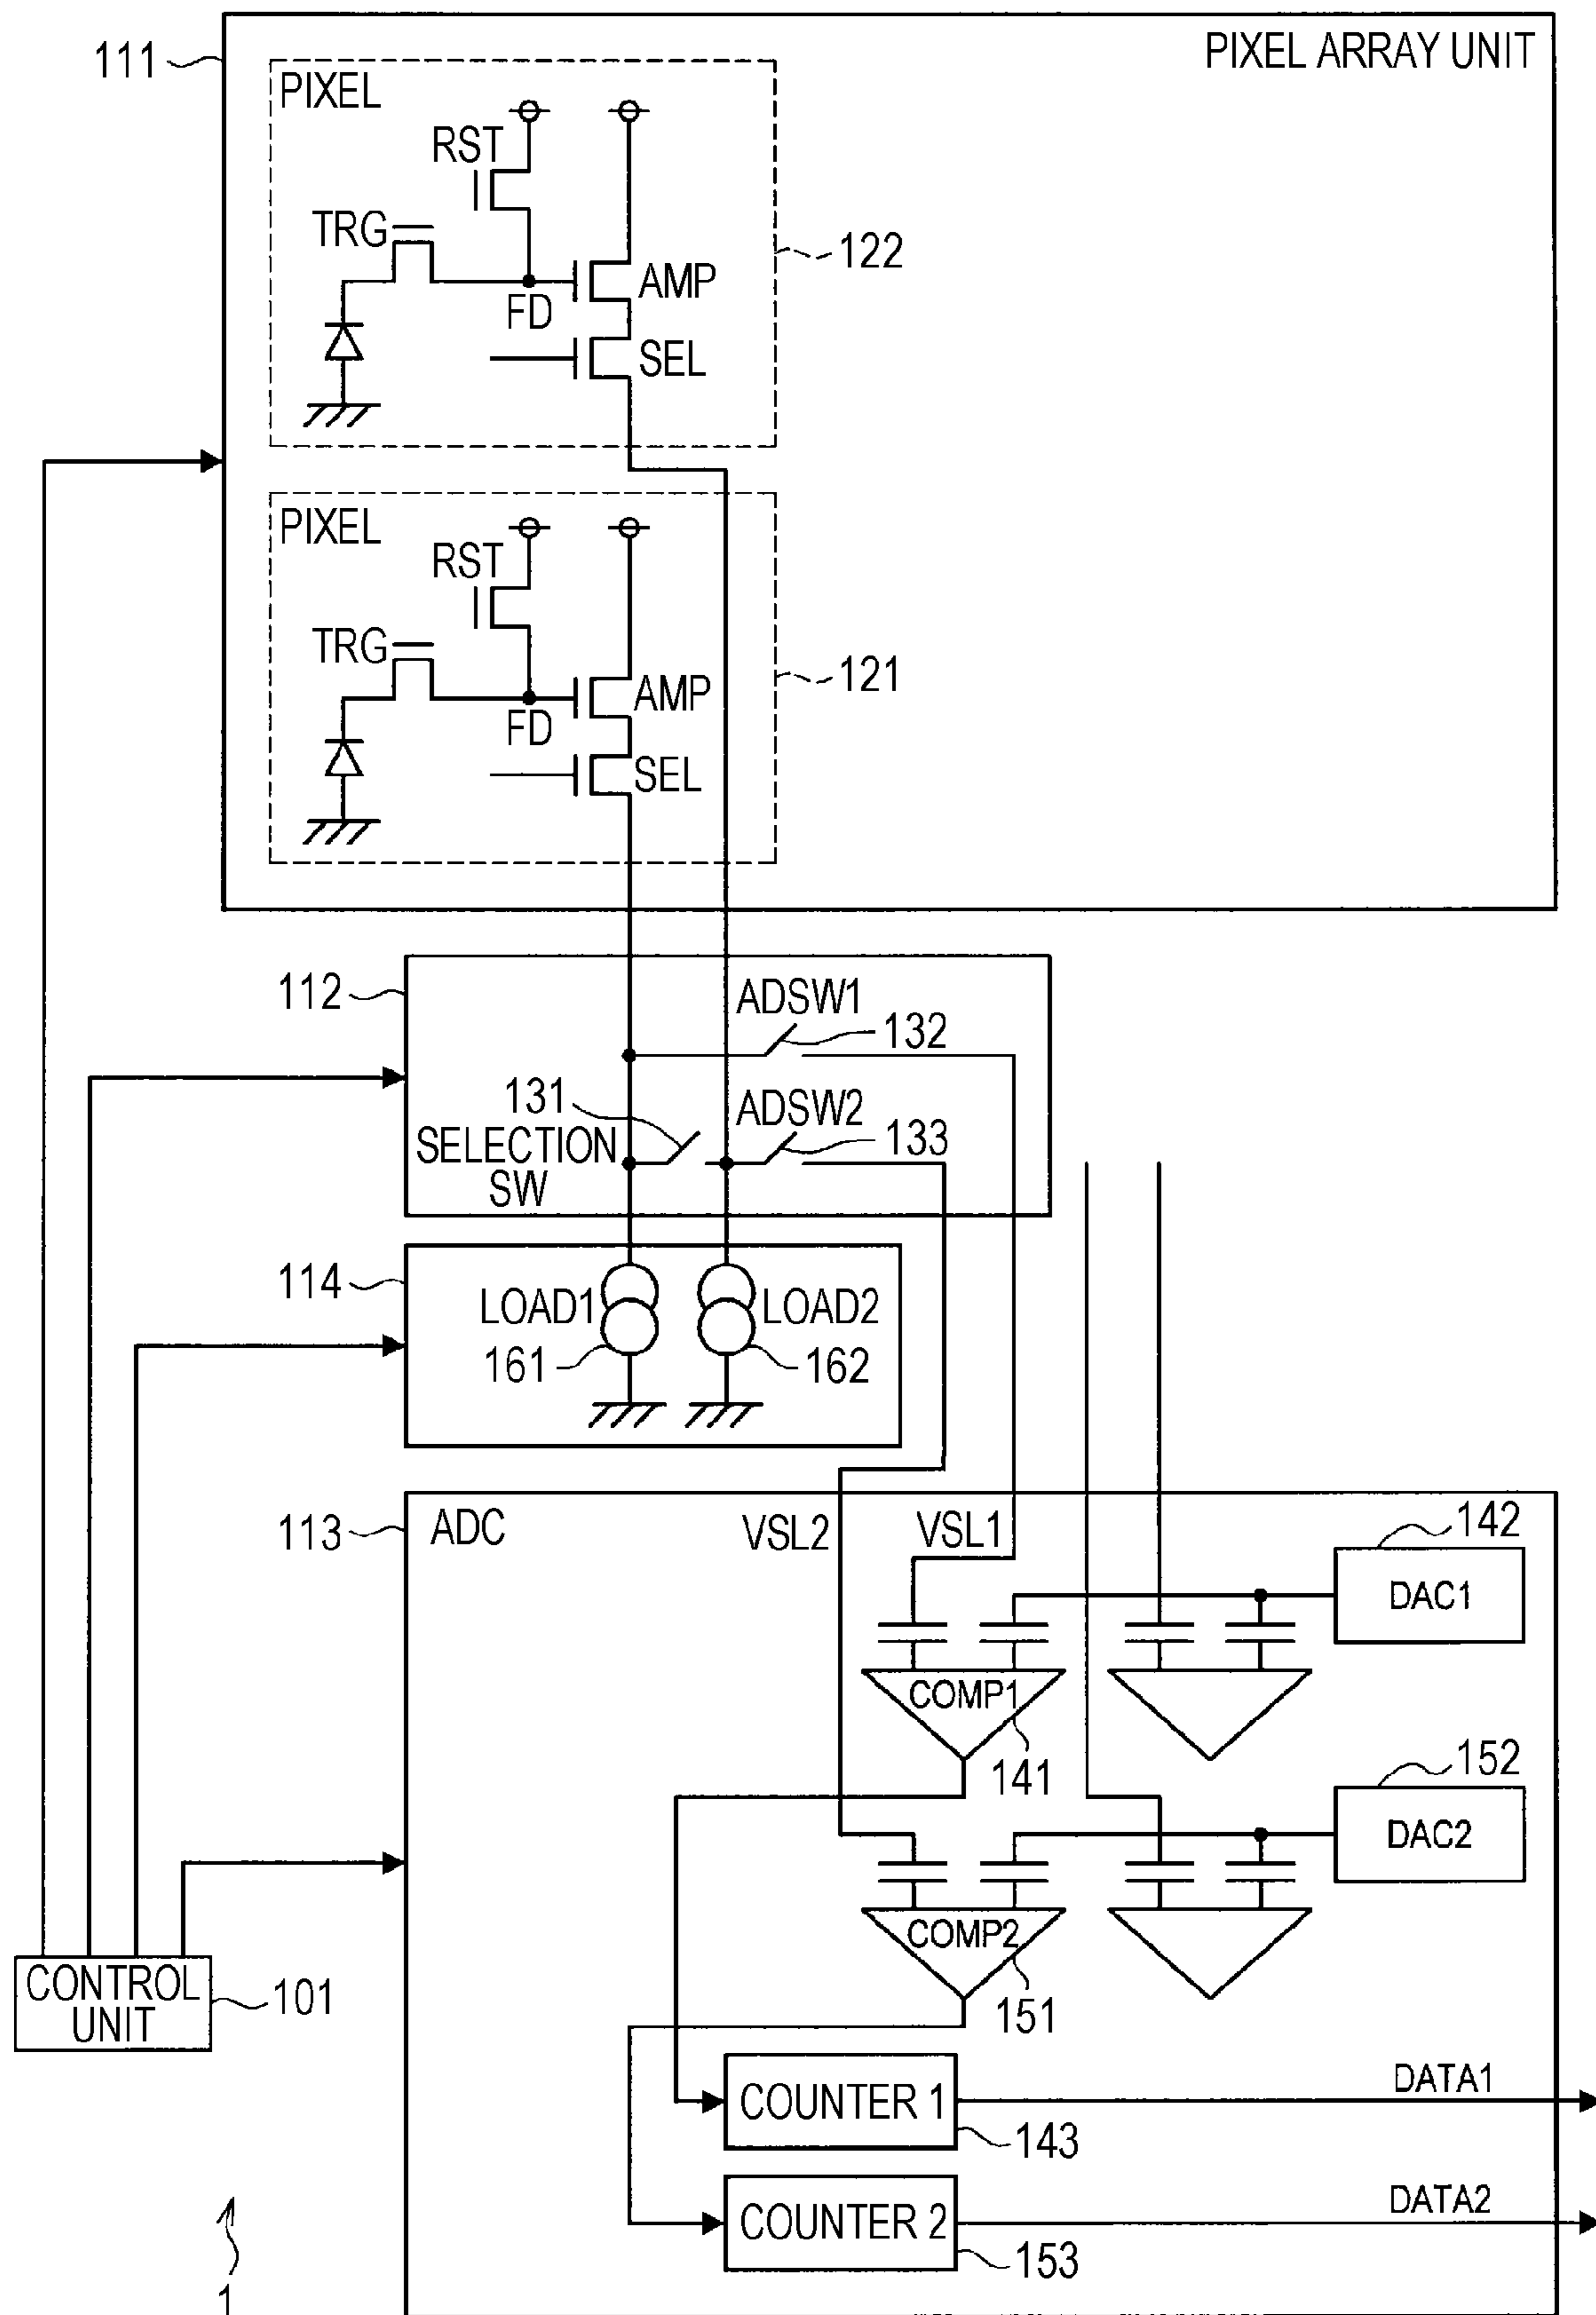 PIXEL ARRAY UNIT
111
PIXEL
RST
TRG
122
AMP
FD
SEL
PIXEL
RST
TRG
121
AMP
FD
SEL
112
ADSW1
132
131
ADSW2
133
SELECTION
SW
114
LOAD1
LOAD2
161
162
113
ADC
VSL2
VSL1
142
DAC1
COMP1
141
152
DAC2
COMP2
151
CONTROL
UNIT
101
COUNTER 1
DATA1
143
COUNTER 2
DATA2
153
1